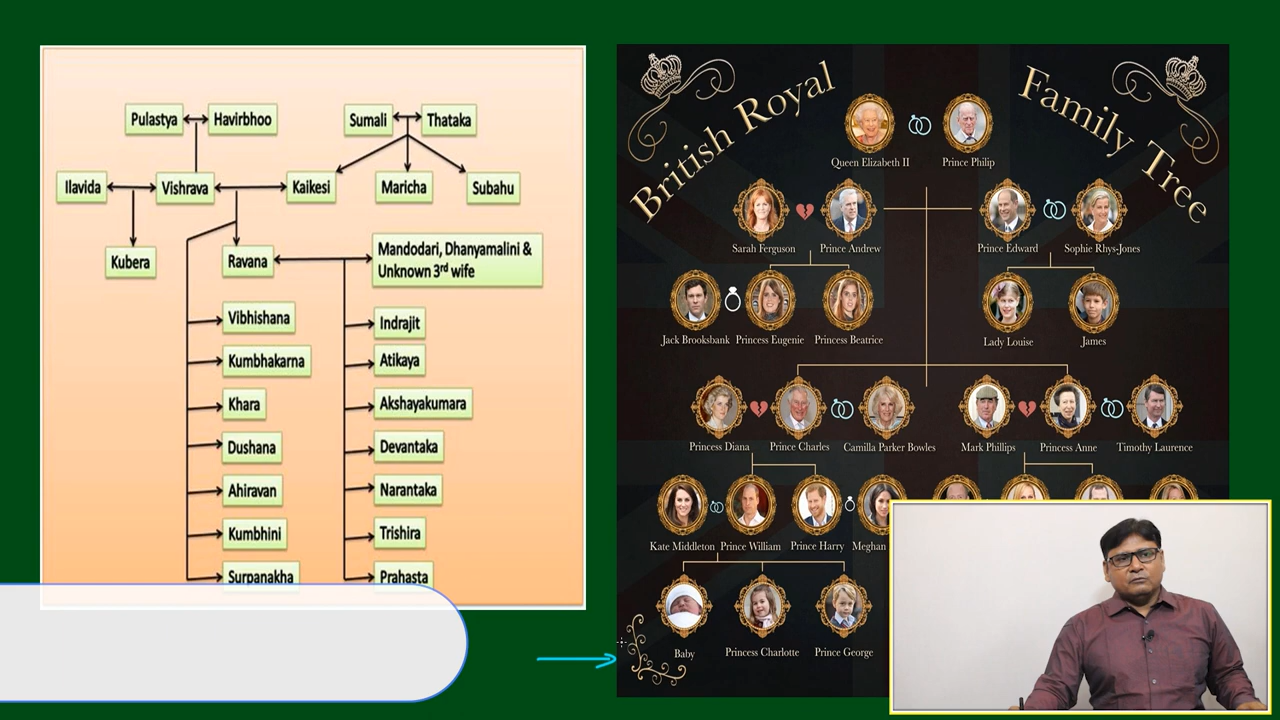 Pulastya
Havirbhoo
Sumali
Thataka
Ilavida
Vishrava
Kaikesi
Maricha
Subahu
Kubera
Ravana
Mandodari, Dhanyamalini &
Unknown 3rd wife
Vibhishana
Indrajit
Kumbhakarna
Atikaya
Khara
Akshayakumara
Dushana
Devantaka
Ahiravan
Narantaka
Kumbhini
Trishira
Surpanakha
Prahasta
British Royal
Family Tree
Queen Elizabeth II
Prince Philip
Sarah Ferguson
Prince Andrew
Prince Edward
Sophie Rhys-Jones
Jack Brooksbank
Princess Eugenie
Princess Beatrice
Lady Louise
James
Princess Diana
Prince Charles
Camilla Parker Bowles
Mark Phillips
Princess Anne
Timothy Laurence
Kate Middleton
Prince William
Prince Harry
Meghan
Baby
Princess Charlotte
Prince George